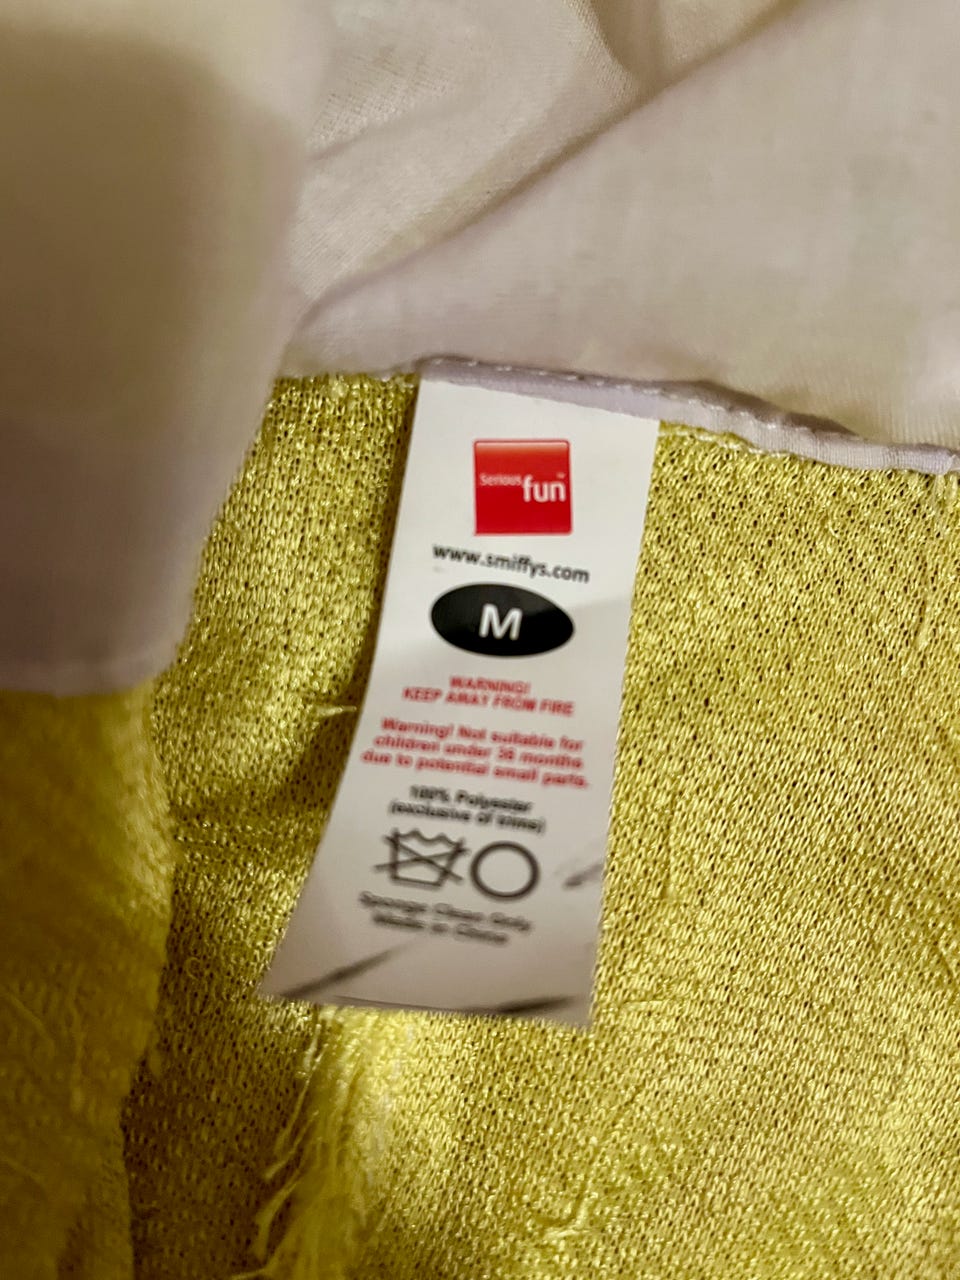 Serious fun™
www.smiffys.com
M
WARNING!
KEEP AWAY FROM FIRE
Warning! Not suitable for
children under 36 months
due to potential small parts.
100% Polyester
(exclusive of trims)
Sponge Clean Only
Made in China